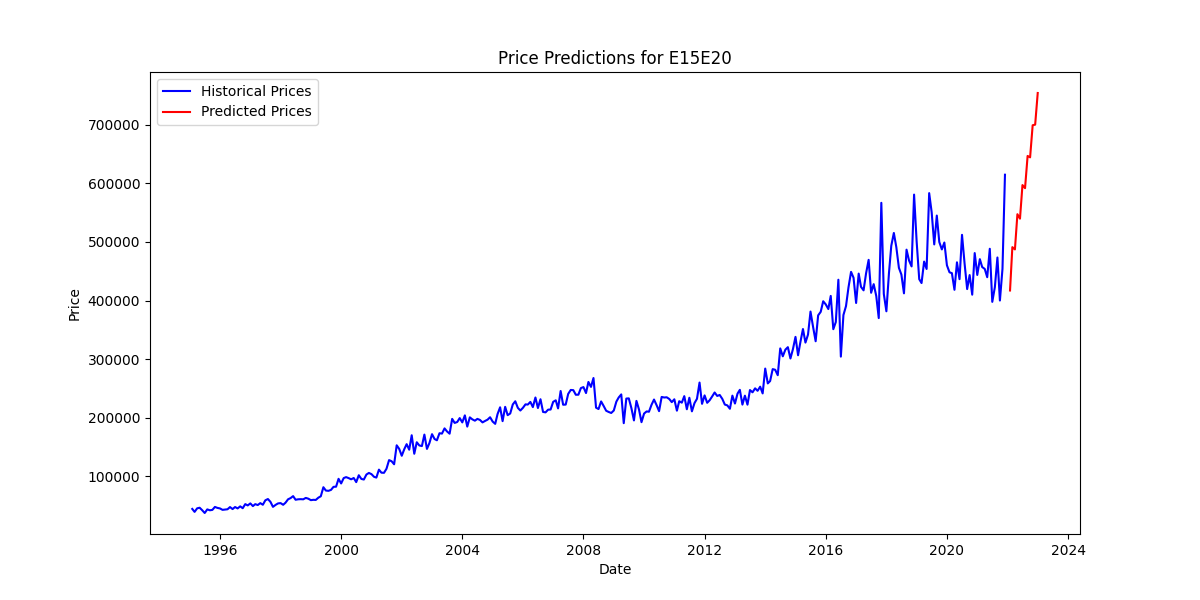 Price Predictions for E15E20
Historical Prices
Predicted Prices
700000
600000
500000
400000
300000
200000
100000
Price
1996 2000 2004 2008 2012 2016 2020 2024
Date